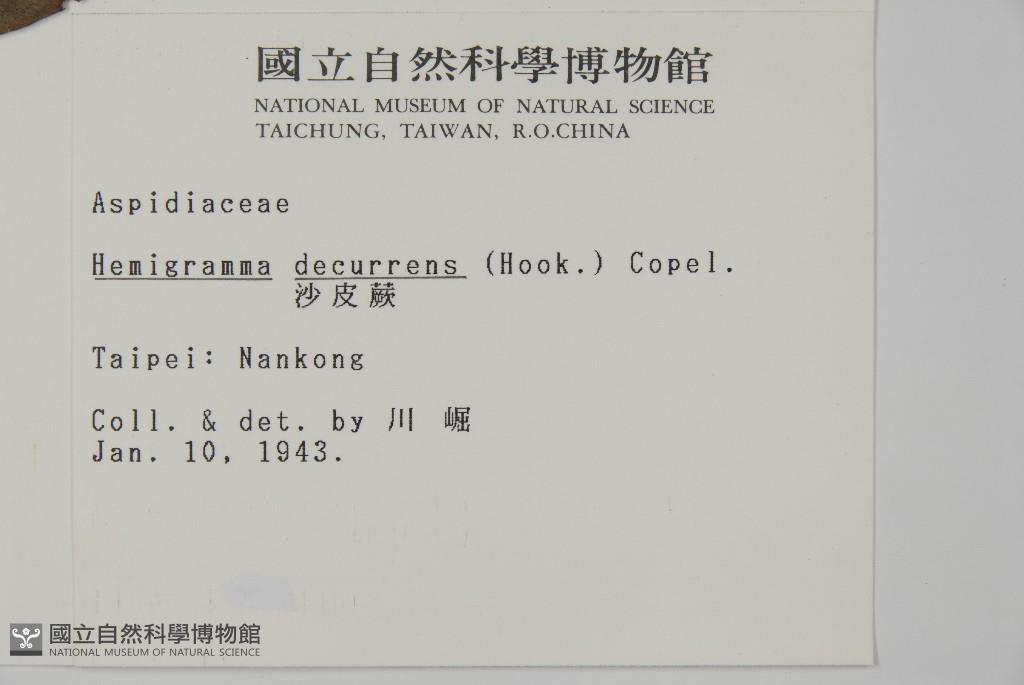 國立自然科學博物館
NATIONAL MUSEUM OF NATURAL SCIENCE
TAICHUNG, TAIWAN, R.O.CHINA
Aspidiaceae
Hemigramma decurrens (Hook.) Copel.
沙皮蕨
Taipei: Nankong
Coll. & det. by 川 崛
Jan. 10, 1943.
國立自然科學博物館
NATIONAL MUSEUM OF NATURAL SCIENCE